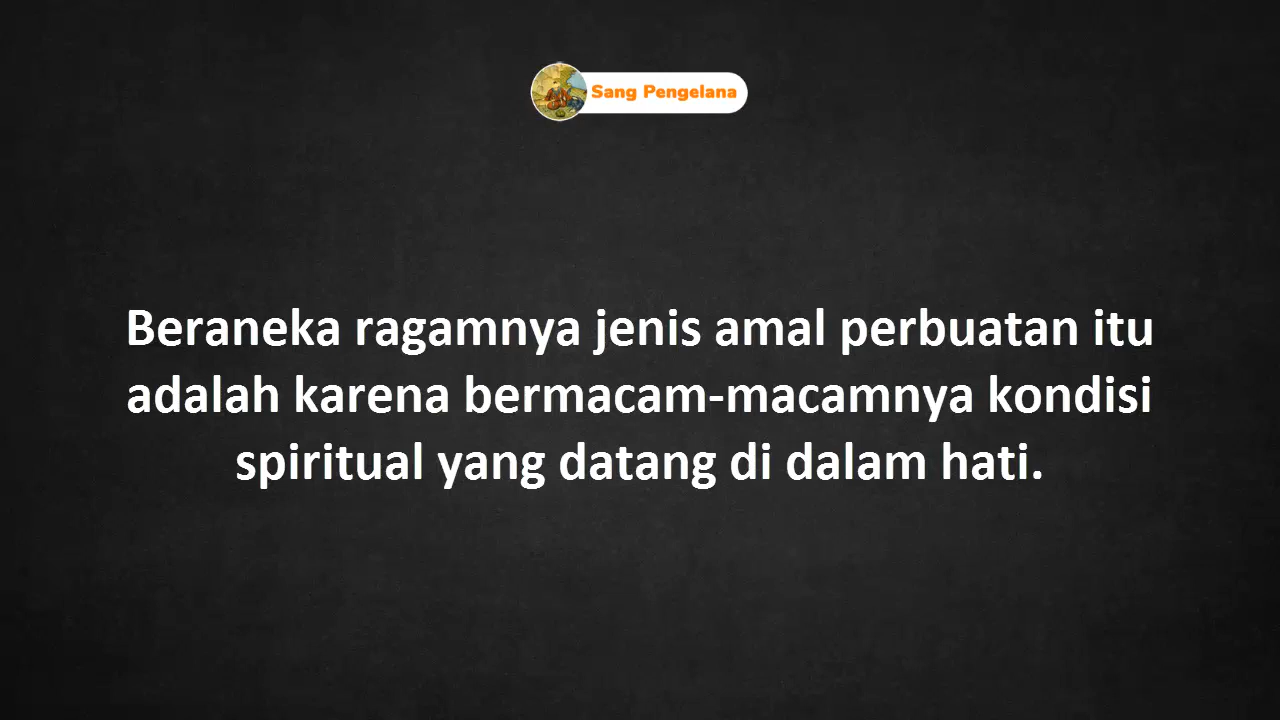 Sang Pengelana
Beraneka ragamnya jenis amal perbuatan itu
adalah karena bermacam-macamnya kondisi
spiritual yang datang di dalam hati.